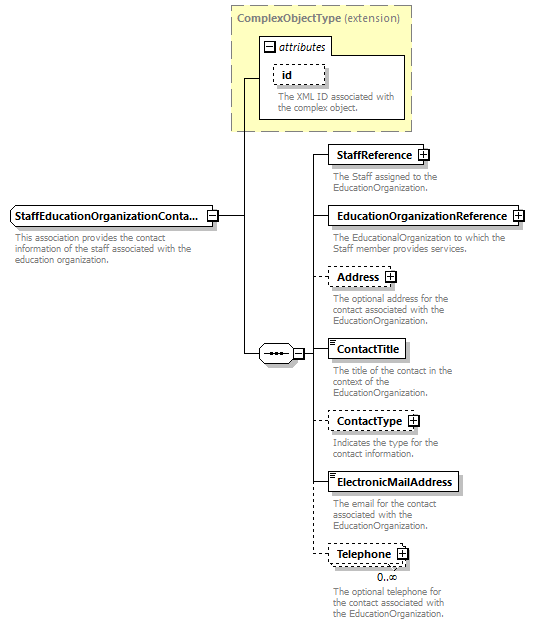 ComplexObjectType (extension)
attributes
id
The XML ID associated with
the complex object.
StaffReference
The Staff assigned to the
EducationOrganization.
StaffEducationOrganizationConta...
This association provides the contact
information of the staff associated with the
education organization.
EducationOrganizationReference
The EducationalOrganization to which the
Staff member provides services.
Address
The optional address for the
contact associated with the
EducationOrganization.
ContactTitle
The title of the contact in the
context of the
EducationOrganization.
ContactType
Indicates the type for the
contact information.
ElectronicMailAddress
The email for the contact
associated with the
EducationOrganization.
Telephone
0..∞
The optional telephone for
the contact associated with
the EducationOrganization.